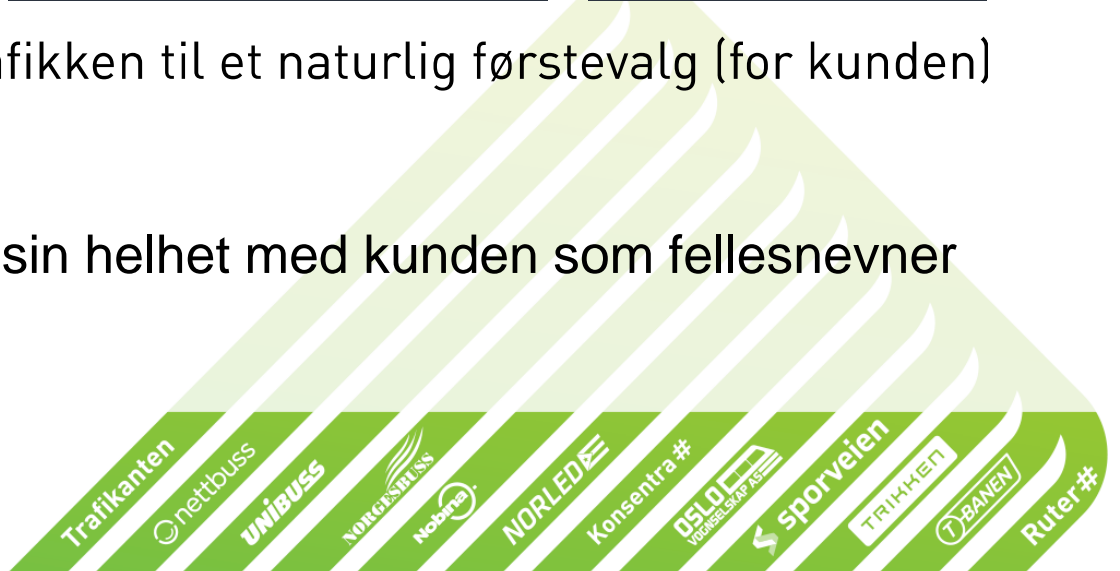 afikken til et naturlig førstevalg (for kunden)
sin helhet med kunden som fellesnevner
Trafikanten
nettbuss
UNIBUSS
NORGESBUSS
Nobina
NORLED
Konsentra#
OSLO
VOGNSELSKAP AS
sporveien
TRIKKEN
T-BANEN
Ruter#